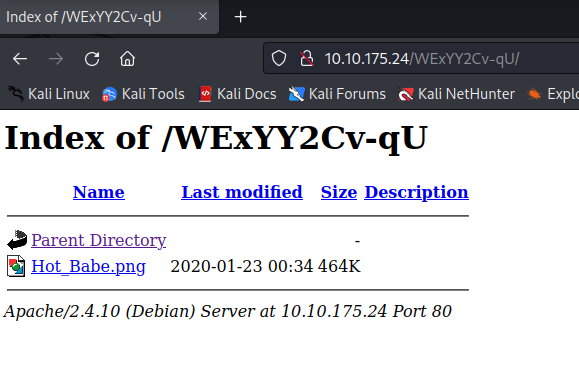 Index of /WExYY2Cv-qU
10.10.175.24/WExYY2Cv-qU/
Kali Linux Kali Tools Kali Docs Kali Forums Kali NetHunter Explo
Index of /WExYY2Cv-qU
Name Last modified Size Description
Parent Directory -
Hot_Babe.png 2020-01-23 00:34 464K
Apache/2.4.10 (Debian) Server at 10.10.175.24 Port 80